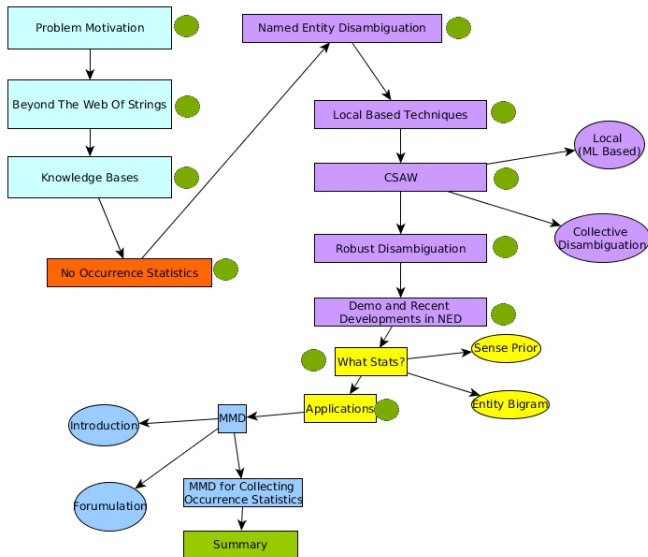 Problem Motivation
Beyond The Web Of Strings
Knowledge Bases
No Occurrence Statistics
Named Entity Disambiguation
Local Based Techniques
CSAW
Local
(ML Based)
Collective
Disambiguation
Robust Disambiguation
Demo and Recent
Developments in NED
What Stats?
Sense Prior
Entity Bigram
Applications
MMD
Introduction
Forumulation
MMD for Collecting
Occurrence Statistics
Summary